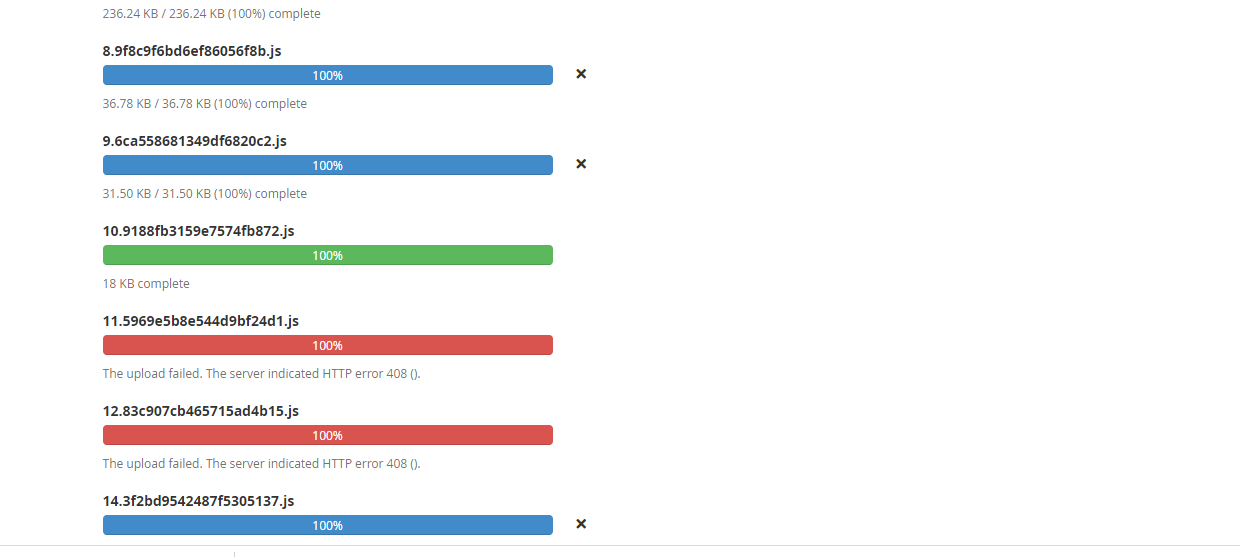 236.24 KB / 236.24 KB (100%) complete
8.9f8c9f6bd6ef86056f8b.js
100%
×
36.78 KB / 36.78 KB (100%) complete
9.6ca558681349df6820c2.js
100%
×
31.50 KB / 31.50 KB (100%) complete
10.9188fb3159e7574fb872.js
100%
18 KB complete
11.5969e5b8e544d9bf24d1.js
100%
The upload failed. The server indicated HTTP error 408 ().
12.83c907cb465715ad4b15.js
100%
The upload failed. The server indicated HTTP error 408 ().
14.3f2bd9542487f5305137.js
100%
×